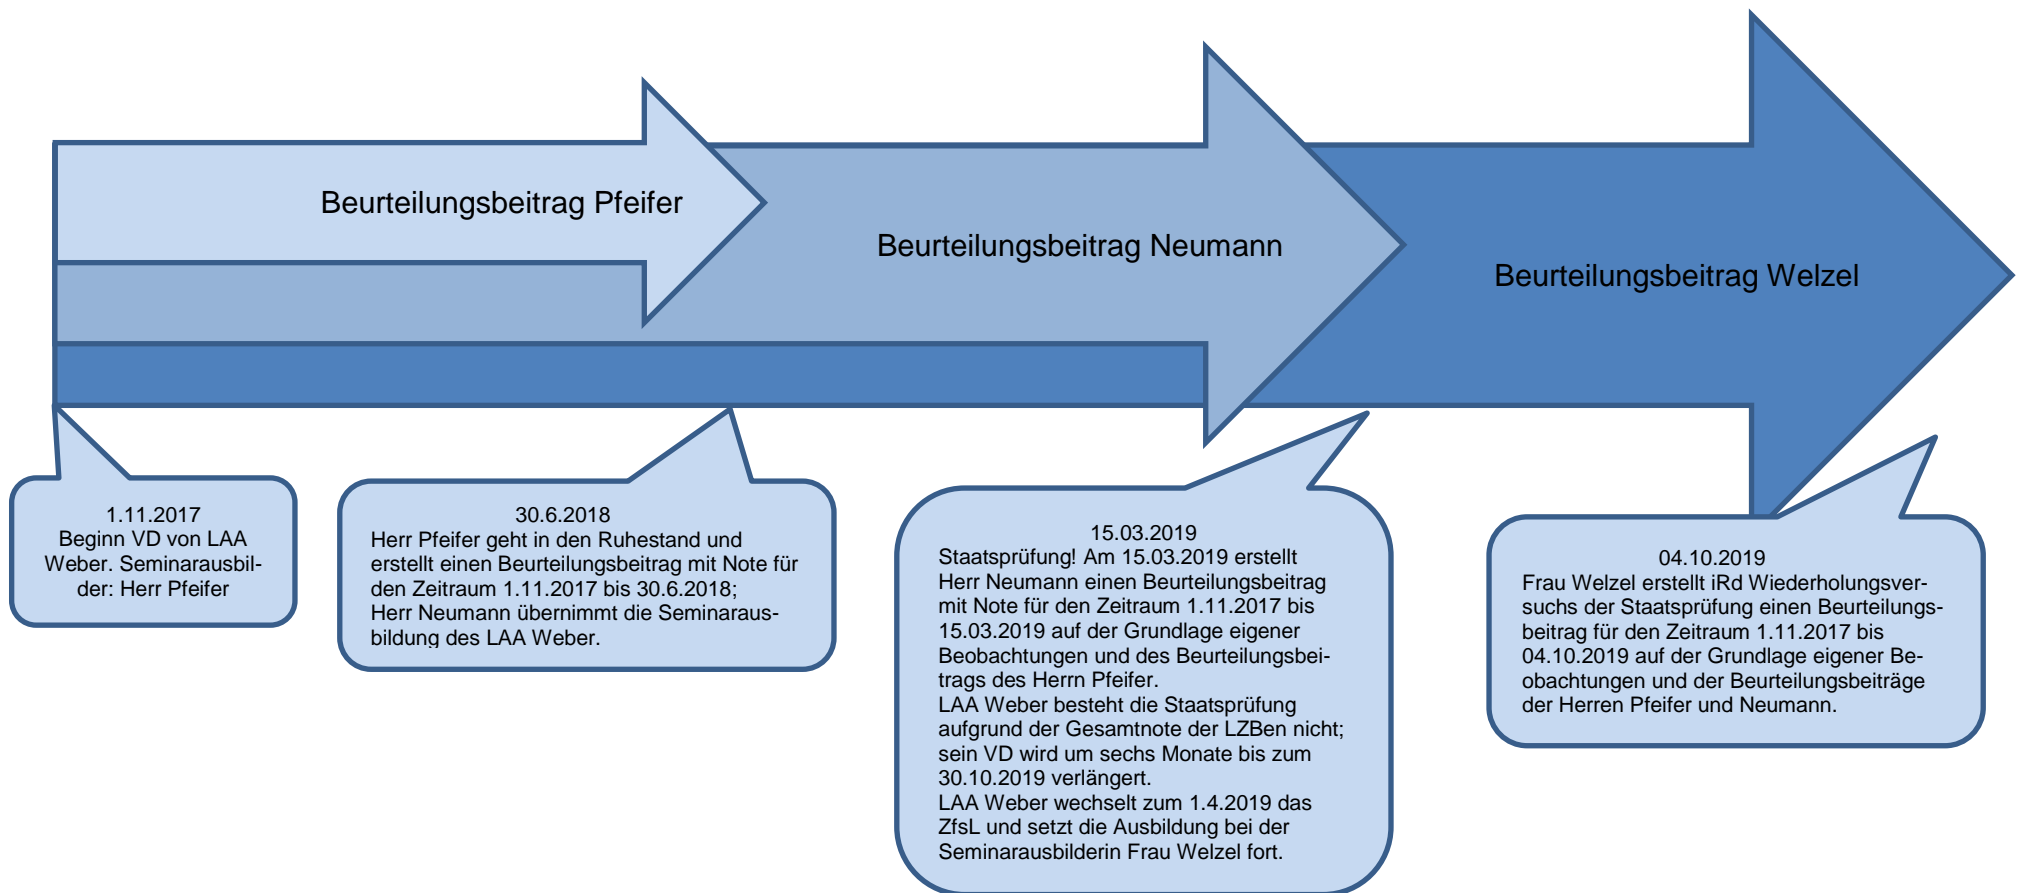 Beurteilungsbeitrag Pfeifer
Beurteilungsbeitrag Neumann
Beurteilungsbeitrag Welzel
1.11.2017
Beginn VD von LAA
Weber. Seminarausbil-
der: Herr Pfeifer
30.6.2018
Herr Pfeifer geht in den Ruhestand und
erstellt einen Beurteilungsbeitrag mit Note für
den Zeitraum 1.11.2017 bis 30.6.2018;
Herr Neumann übernimmt die Seminaraus-
bildung des LAA Weber.
15.03.2019
Staatsprüfung! Am 15.03.2019 erstellt
Herr Neumann einen Beurteilungsbeitrag
mit Note für den Zeitraum 1.11.2017 bis
15.03.2019 auf der Grundlage eigener
Beobachtungen und des Beurteilungsbei-
trags des Herrn Pfeifer.
LAA Weber besteht die Staatsprüfung
aufgrund der Gesamtnote der LZBen nicht;
sein VD wird um sechs Monate bis zum
30.10.2019 verlängert.
LAA Weber wechselt zum 1.4.2019 das
ZfsL und setzt die Ausbildung bei der
Seminarausbilderin Frau Welzel fort.
04.10.2019
Frau Welzel erstellt iRd Wiederholungsver-
suchs der Staatsprüfung einen Beurteilungs-
beitrag für den Zeitraum 1.11.2017 bis
04.10.2019 auf der Grundlage eigener Be-
obachtungen und der Beurteilungsbeiträge
der Herren Pfeifer und Neumann.